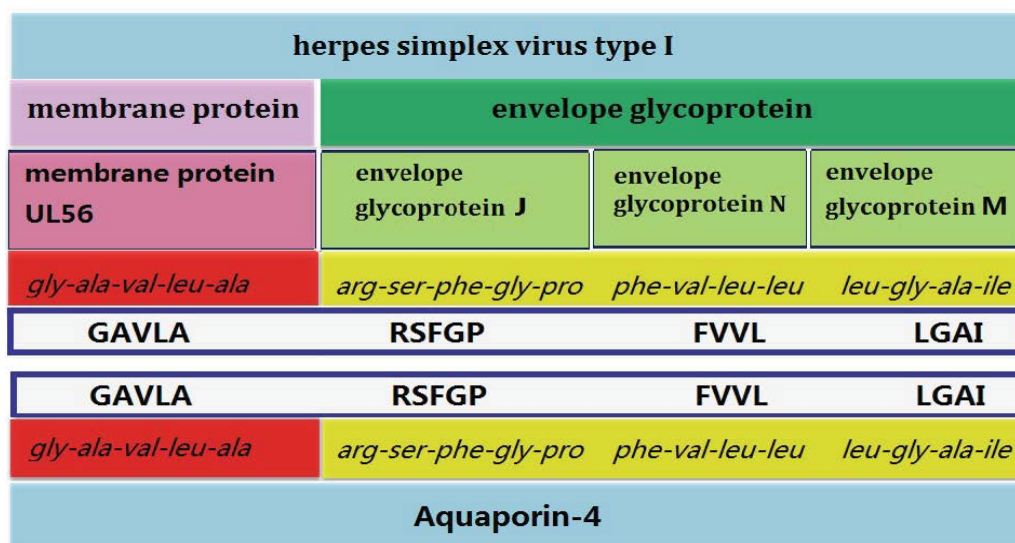 herpes simplex virus type I
membrane protein envelope glycoprotein
membrane protein UL56
envelope glycoprotein J
envelope glycoprotein N
envelope glycoprotein M
gly-ala-val-leu-ala arg-ser-phe-gly-pro phe-val-leu-leu leu-gly-ala-ile
GAVLA RSFGP FVVL LGAI
GAVLA RSFGP FVVL LGAI
gly-ala-val-leu-ala arg-ser-phe-gly-pro phe-val-leu-leu leu-gly-ala-ile
Aquaporin-4